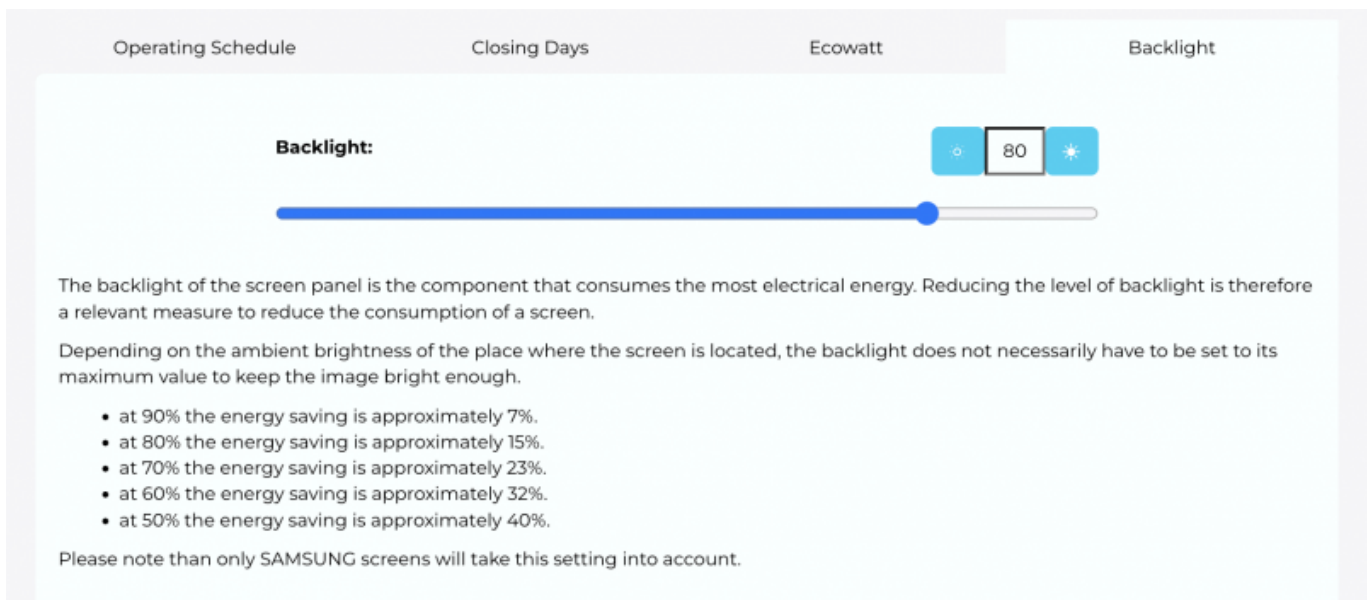 Operating Schedule
Closing Days
Ecowatt
Backlight
Backlight:
80
The backlight of the screen panel is the component that consumes the most electrical energy. Reducing the level of backlight is therefore
a relevant measure to reduce the consumption of a screen.
Depending on the ambient brightness of the place where the screen is located, the backlight does not necessarily have to be set to its
maximum value to keep the image bright enough.
• at 90% the energy saving is approximately 7%.
• at 80% the energy saving is approximately 15%.
• at 70% the energy saving is approximately 23%.
• at 60% the energy saving is approximately 32%.
• at 50% the energy saving is approximately 40%.
Please note than only SAMSUNG screens will take this setting into account.